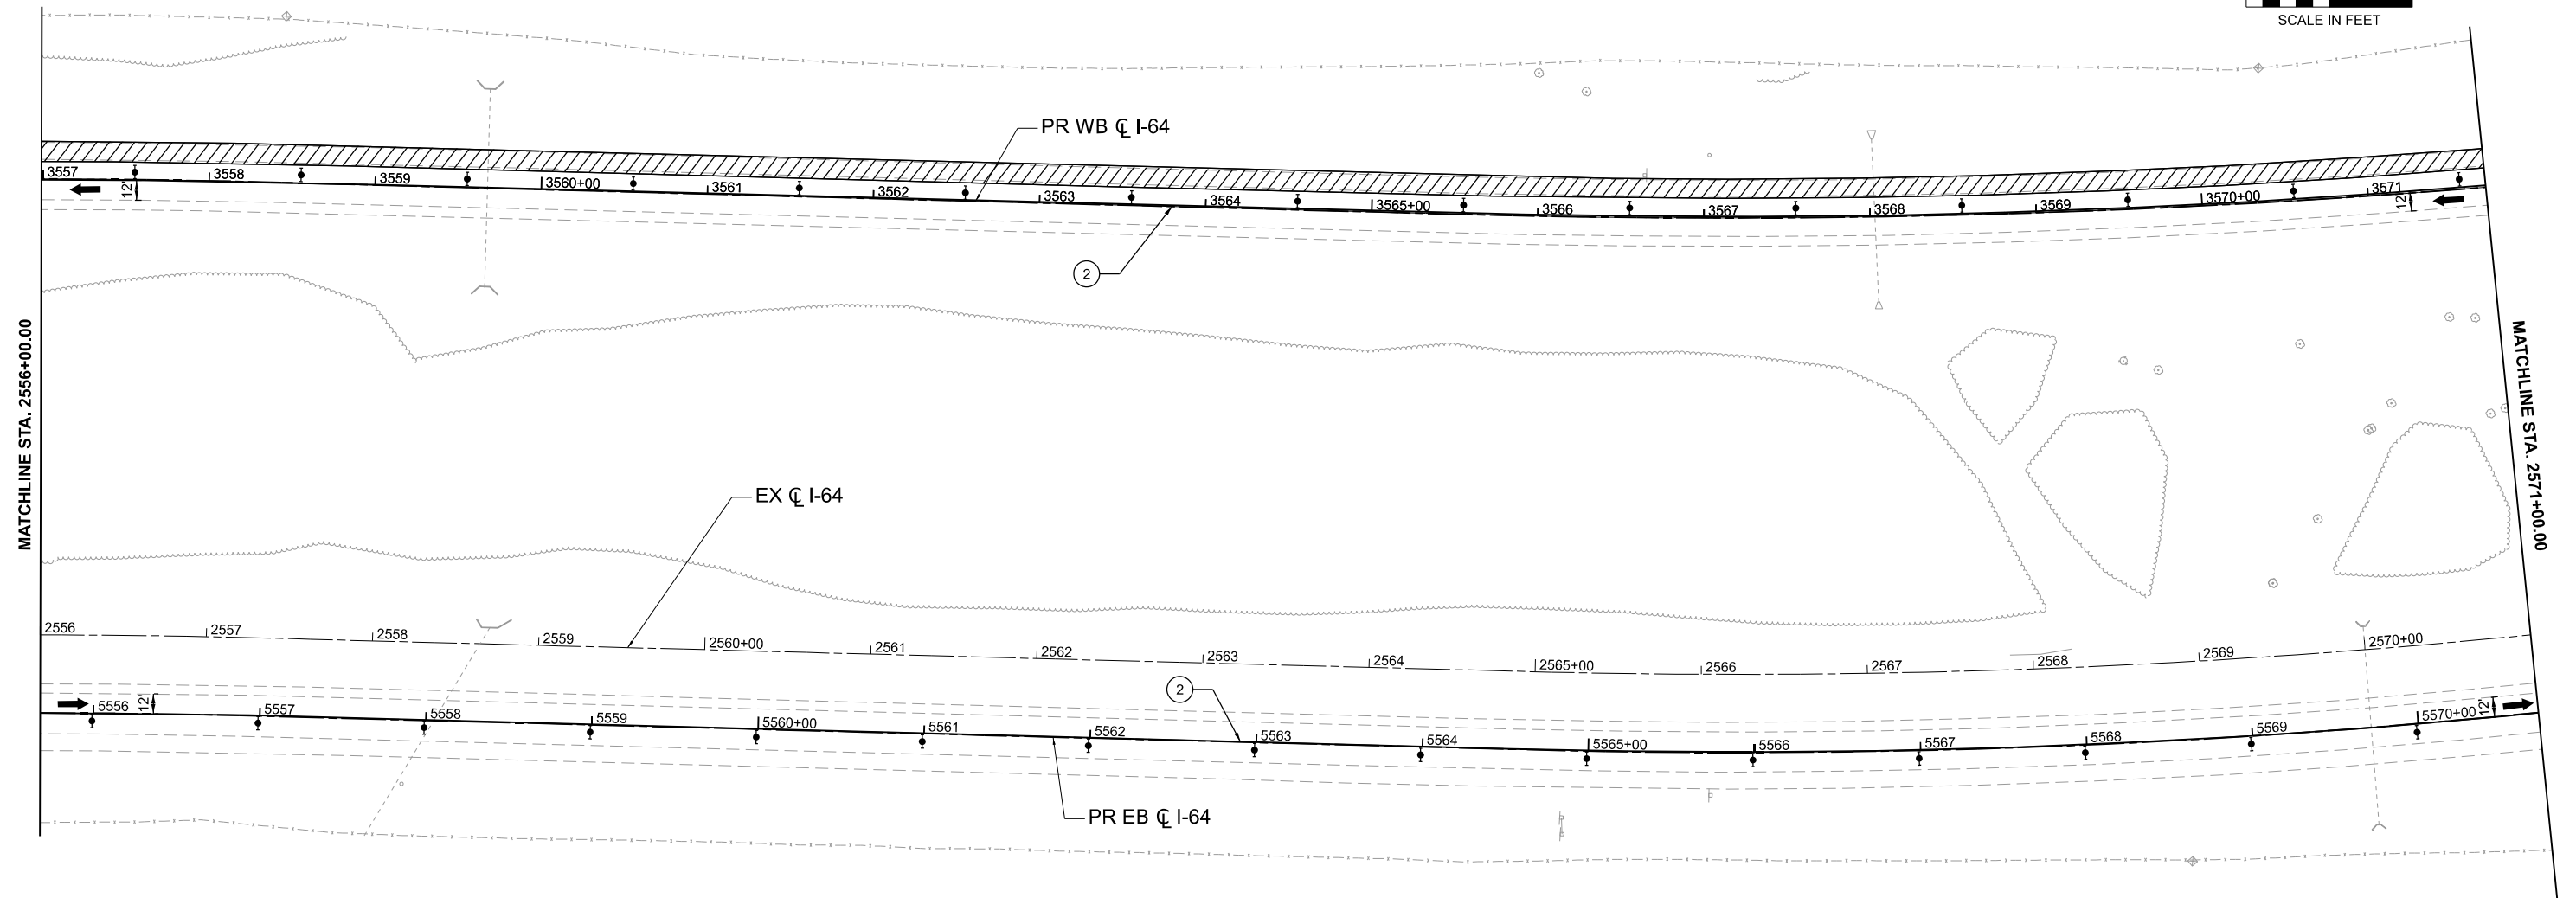 SCALE IN FEET
PR WB ℄ I-64
3557 3558 3559 3560+00 3561 3562 3563 3564 3565+00 3566 3567 3568 3569 3570+00 3571
12'
12'
2
MATCHLINE STA. 2556+00.00
MATCHLINE STA. 2571+00.00
EX ℄ I-64
2556 2557 2558 2559 2560+00 2561 2562 2563 2564 2565+00 2566 2567 2568 2569 2570+00
2
12'
12'
5556 5557 5558 5559 5560+00 5561 5562 5563 5564 5565+00 5566 5567 5568 5569 5570+00
PR EB ℄ I-64